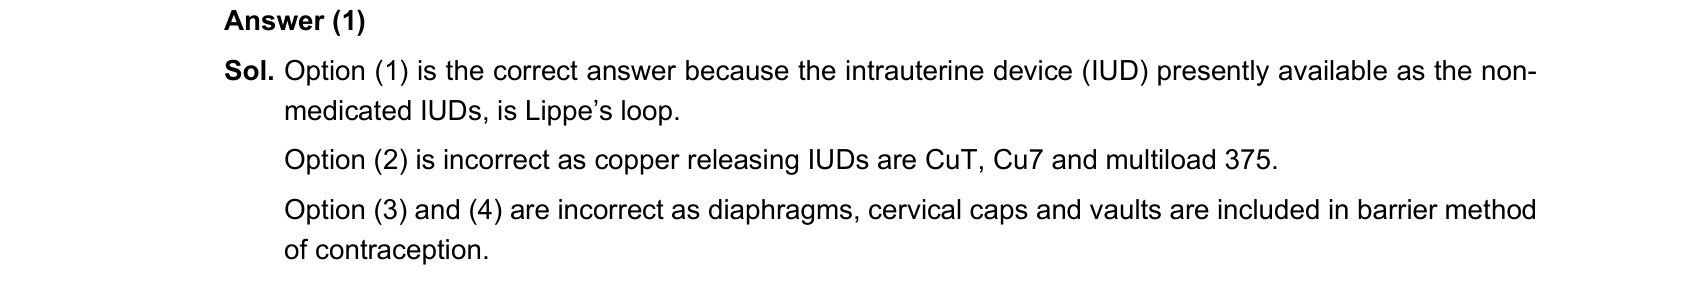 Answer (1)
Sol. Option (1) is the correct answer because the intrauterine device (IUD) presently available as the non-
medicated IUDs, is Lippe’s loop.
Option (2) is incorrect as copper releasing IUDs are CuT, Cu7 and multiload 375.
Option (3) and (4) are incorrect as diaphragms, cervical caps and vaults are included in barrier method
of contraception.